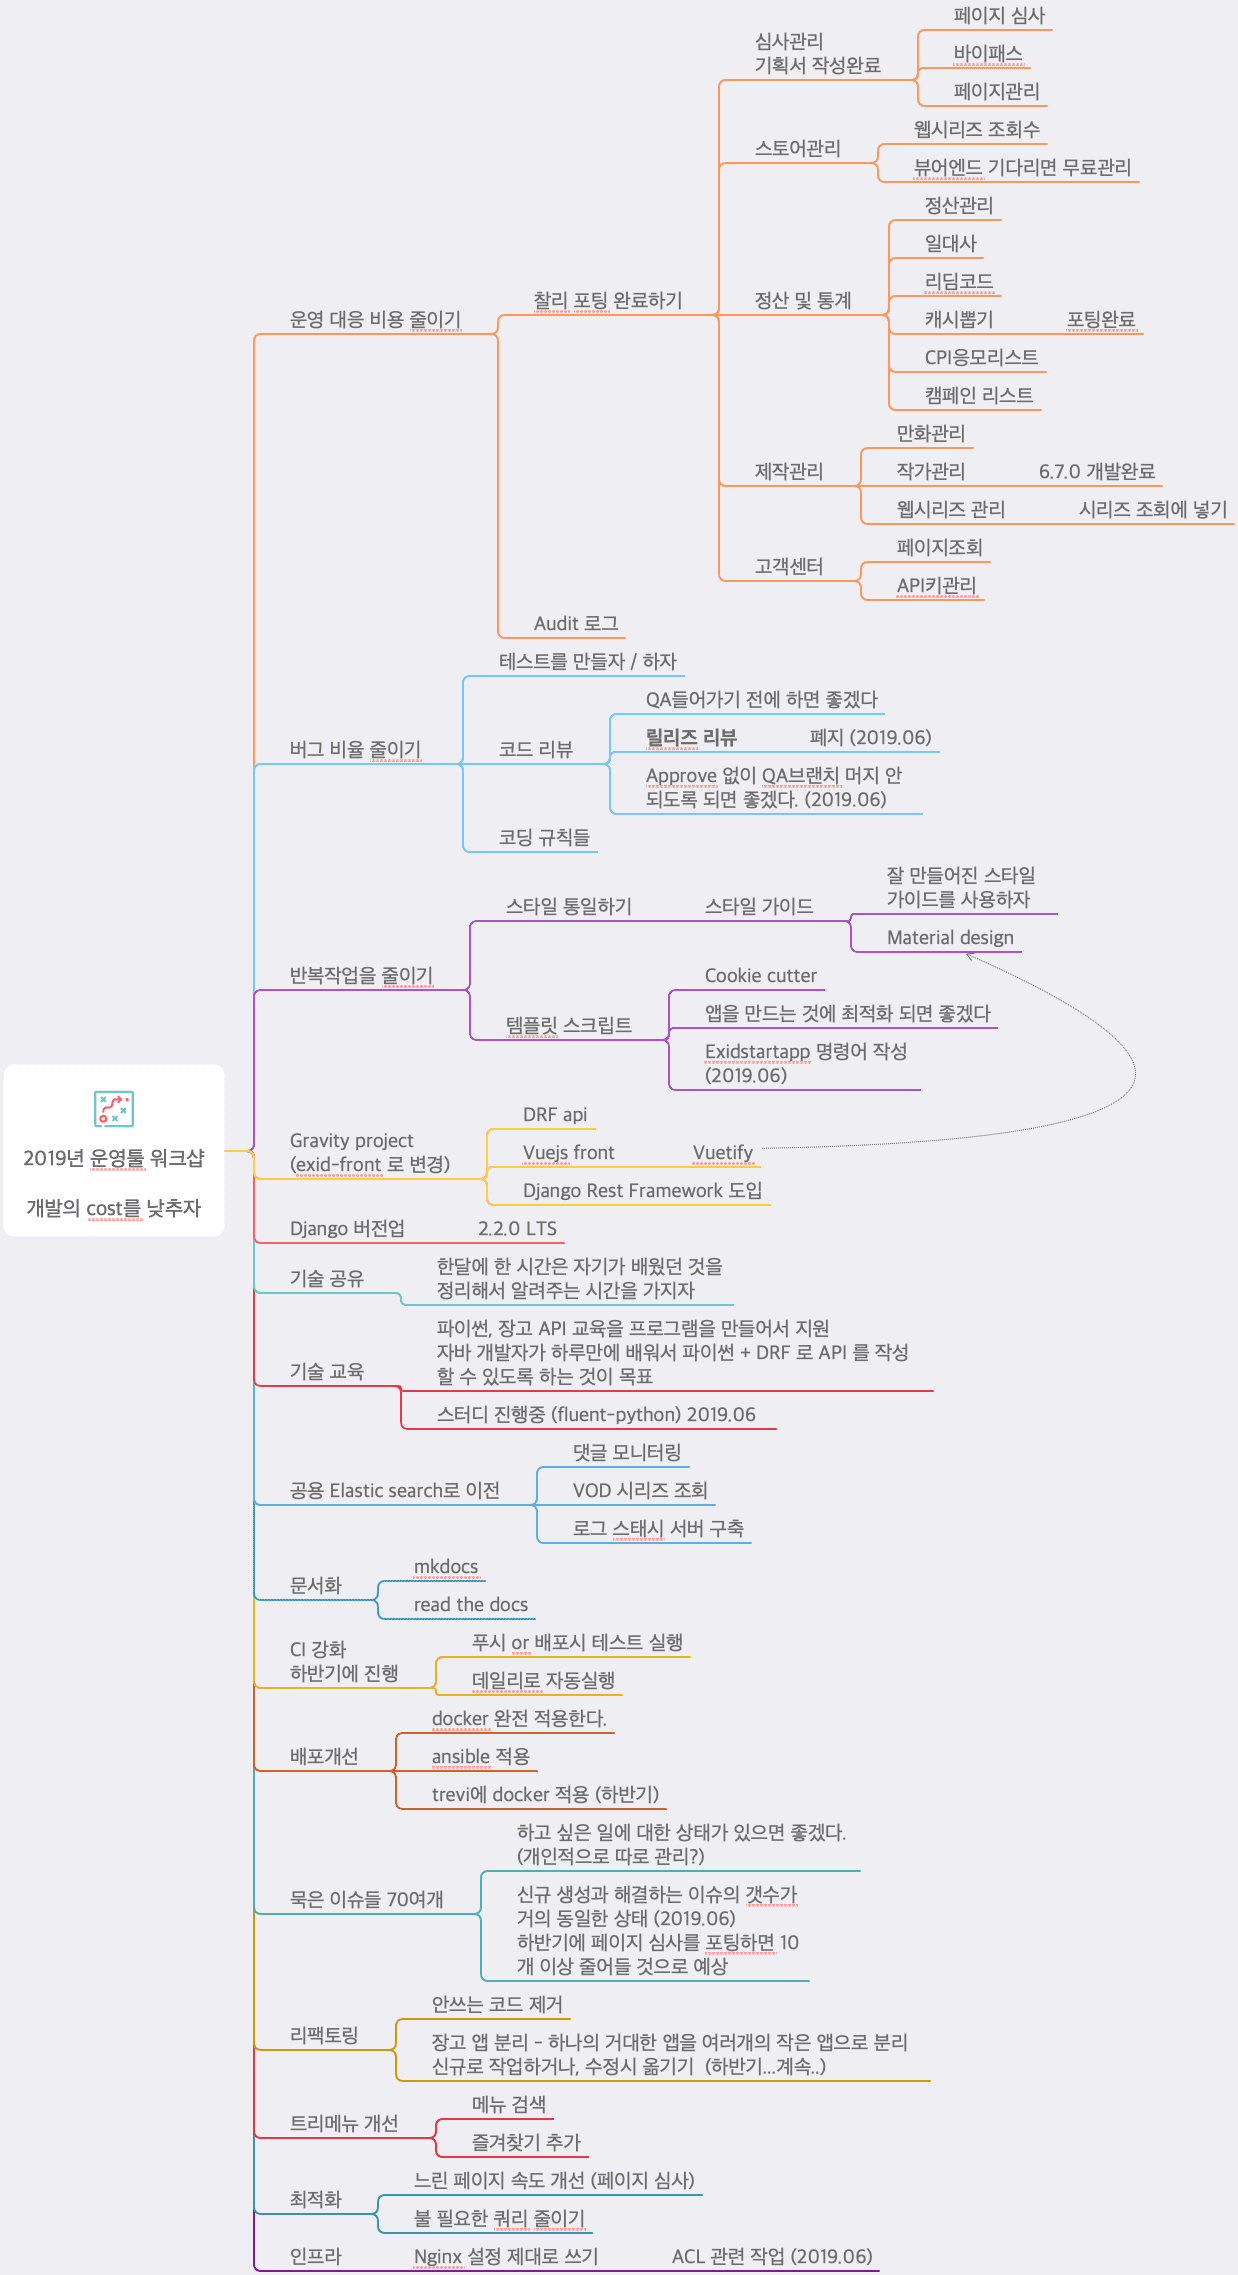 2019년 운영툴 워크샵
개발의 cost를 낮추자
운영 대응 비용 줄이기
찰리 포팅 완료하기
심사관리
기획서 작성완료
페이지 심사
바이패스
페이지관리
스토어관리
웹시리즈 조회수
뷰어엔드 기다리면 무료관리
정산 및 통계
정산관리
일대사
리딤코드
캐시뽑기
포팅완료
CPI응모리스트
캠페인 리스트
제작관리
만화관리
작가관리
6.7.0 개발완료
웹시리즈 관리
시리즈 조회에 넣기
고객센터
페이지조회
API키관리
Audit 로그
버그 비율 줄이기
테스트를 만들자 / 하자
코드 리뷰
QA들어가기 전에 하면 좋겠다
릴리즈 리뷰
폐지 (2019.06)
Approve 없이 QA브랜치 머지 안
되도록 되면 좋겠다. (2019.06)
코딩 규칙들
반복작업을 줄이기
스타일 통일하기
스타일 가이드
잘 만들어진 스타일
가이드를 사용하자
Material design
템플릿 스크립트
Cookie cutter
앱을 만드는 것에 최적화 되면 좋겠다
Exidstartapp 명령어 작성
(2019.06)
Gravity project
(exid-front 로 변경)
DRF api
Vuejs front
Vuetify
Django Rest Framework 도입
Django 버전업
2.2.0 LTS
기술 공유
한달에 한 시간은 자기가 배웠던 것을
정리해서 알려주는 시간을 가지자
기술 교육
파이썬, 장고 API 교육을 프로그램을 만들어서 지원
자바 개발자가 하루만에 배워서 파이썬 + DRF 로 API 를 작성
할 수 있도록 하는 것이 목표
스터디 진행중 (fluent-python) 2019.06
공용 Elastic search로 이전
댓글 모니터링
VOD 시리즈 조회
로그 스태시 서버 구축
문서화
mkdocs
read the docs
CI 강화
하반기에 진행
푸시 or 배포시 테스트 실행
데일리로 자동실행
배포개선
docker 완전 적용한다.
ansible 적용
trevi에 docker 적용 (하반기)
묵은 이슈들 70여개
하고 싶은 일에 대한 상태가 있으면 좋겠다.
(개인적으로 따로 관리?)
신규 생성과 해결하는 이슈의 갯수가
거의 동일한 상태 (2019.06)
하반기에 페이지 심사를 포팅하면 10
개 이상 줄어들 것으로 예상
리팩토링
안쓰는 코드 제거
장고 앱 분리 - 하나의 거대한 앱을 여러개의 작은 앱으로 분리
신규로 작업하거나, 수정시 옮기기  (하반기...계속..)
트리메뉴 개선
메뉴 검색
즐겨찾기 추가
최적화
느린 페이지 속도 개선 (페이지 심사)
불 필요한 쿼리 줄이기
인프라
Nginx 설정 제대로 쓰기
ACL 관련 작업 (2019.06)